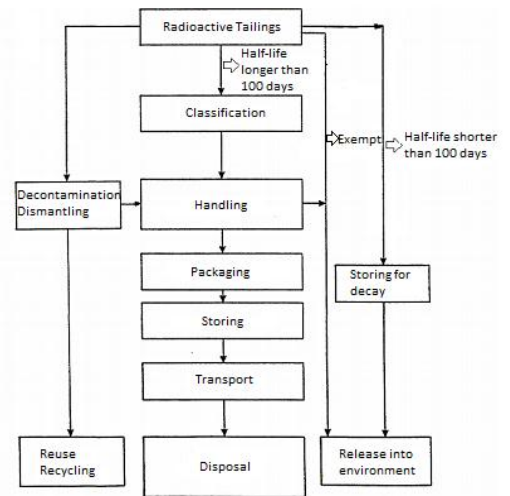 Radioactive Tailings
Half-life
longer than
100 days
Classification
Exempt
Half-life shorter
than 100 days
Decontamination
Dismantling
Handling
Packaging
Storing for
decay
Storing
Transport
Reuse
Recycling
Disposal
Release into
environment